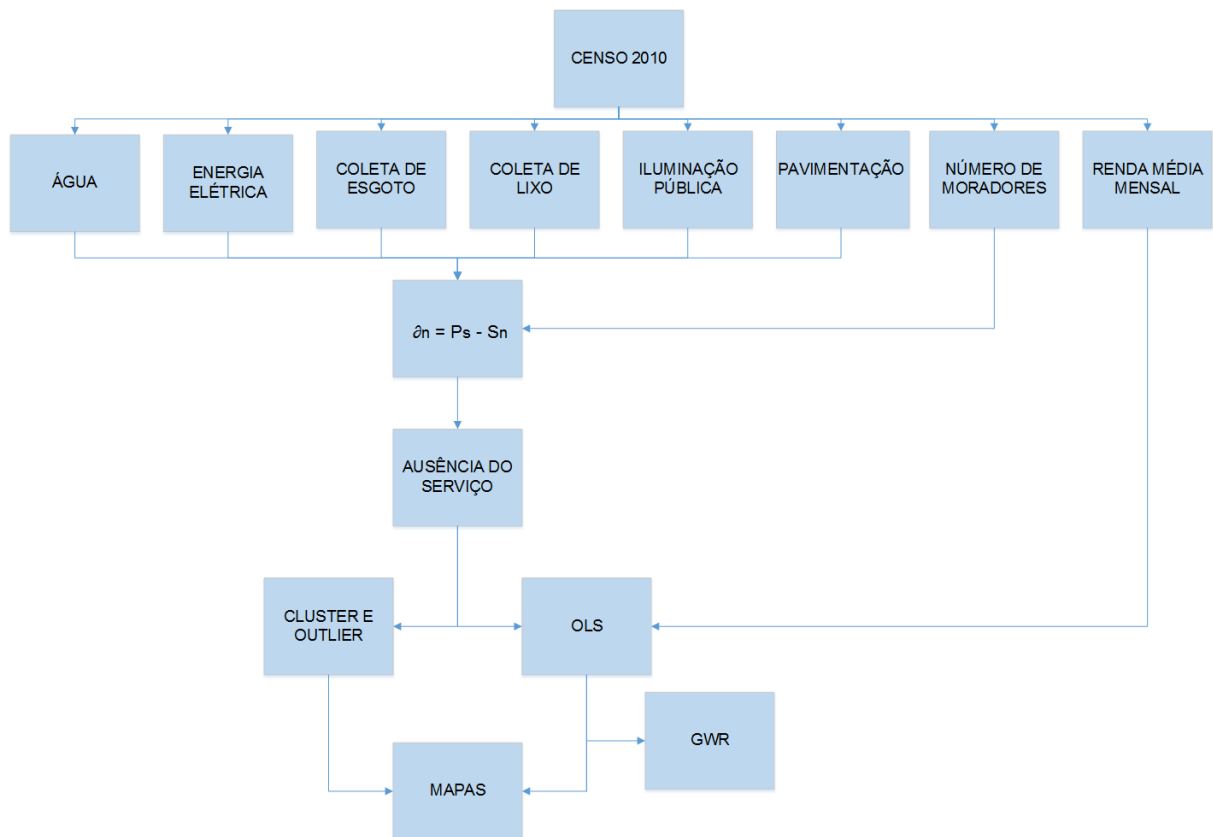 CENSO 2010
ÁGUA
ENERGIA
ELÉTRICA
COLETA DE
ESGOTO
COLETA DE
LIXO
ILUMINAÇÃO
PÚBLICA
PAVIMENTAÇÃO
NÚMERO DE
MORADORES
RENDA MÉDIA
MENSAL
∂n = Ps - Sn
AUSÊNCIA DO
SERVIÇO
CLUSTER E
OUTLIER
OLS
GWR
MAPAS